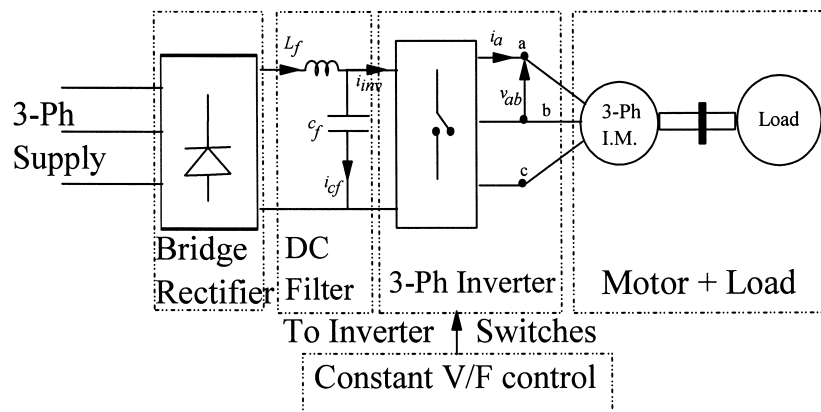 L_f
i_a
a
i_inv
v_ab
b
3-Ph
Supply
c_f
3-Ph
I.M.
Load
i_cf
c
Bridge
Rectifier
DC
Filter
3-Ph Inverter
Motor + Load
To Inverter Switches
Constant V/F control